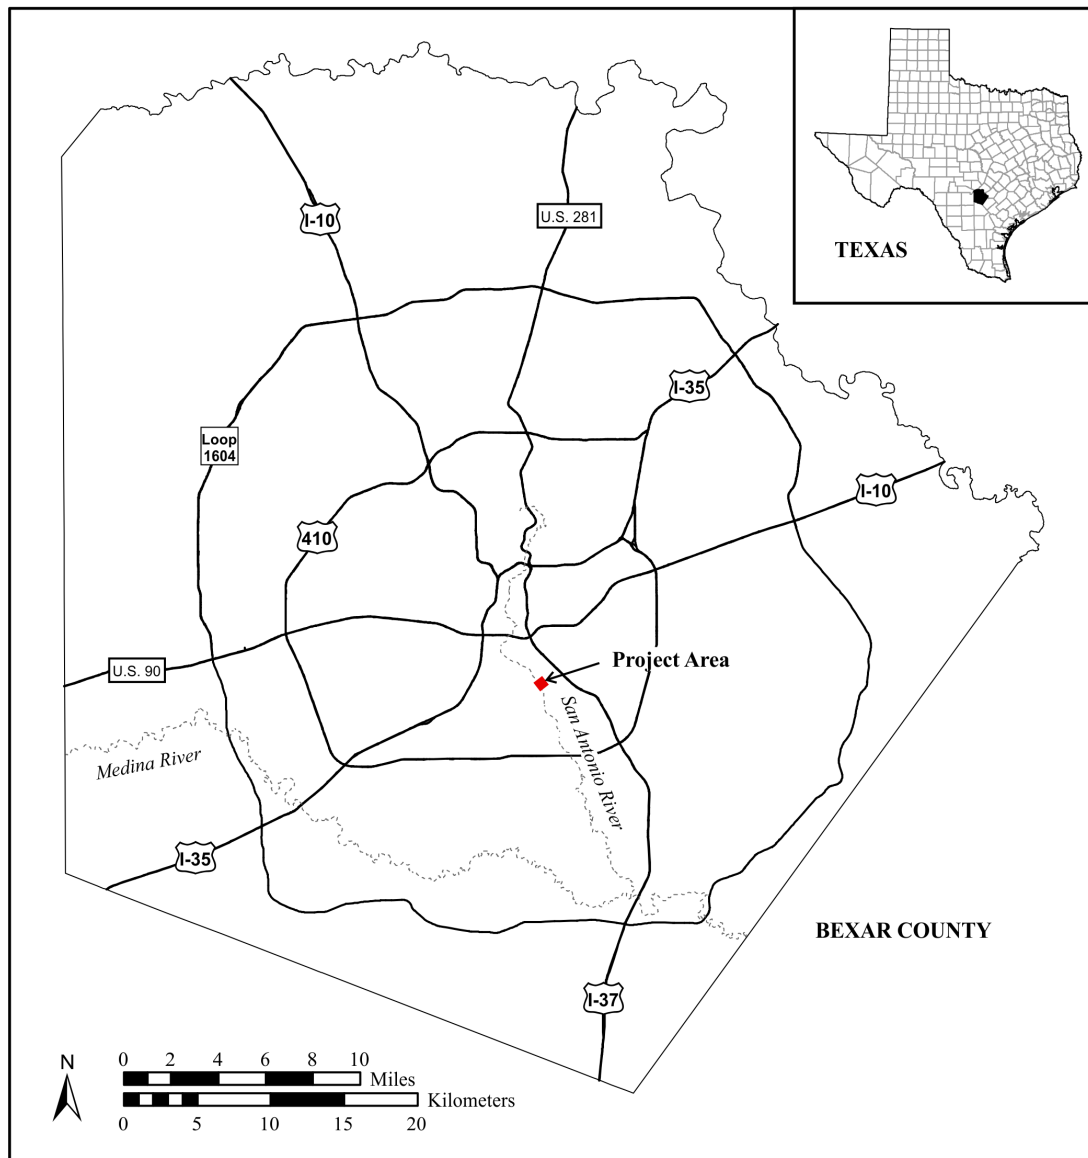 TEXAS
I-10
U.S. 281
I-35
Loop
1604
I-10
410
Project Area
U.S. 90
San Antonio River
Medina River
I-35
BEXAR COUNTY
I-37
N
0 2 4 6 8 10
Miles
Kilometers
0 5 10 15 20